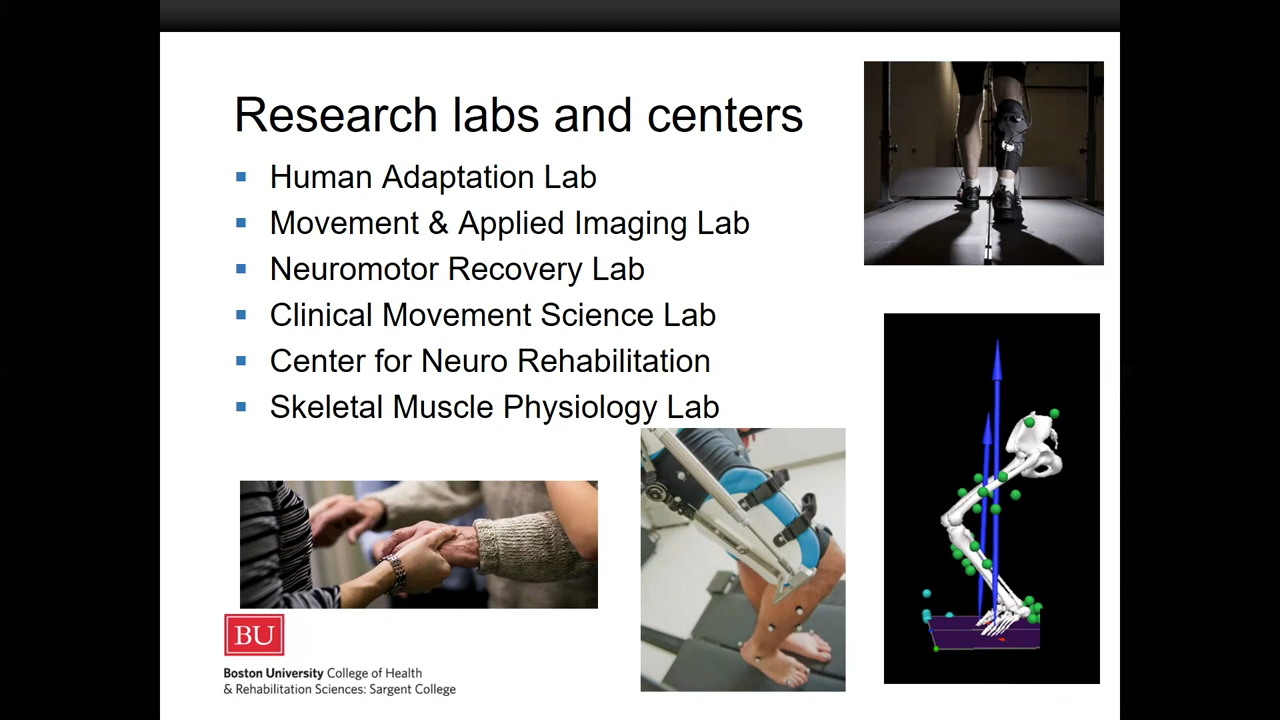 Research labs and centers
Human Adaptation Lab
Movement & Applied Imaging Lab
Neuromotor Recovery Lab
Clinical Movement Science Lab
Center for Neuro Rehabilitation
Skeletal Muscle Physiology Lab
BU
Boston University College of Health
& Rehabilitation Sciences: Sargent College